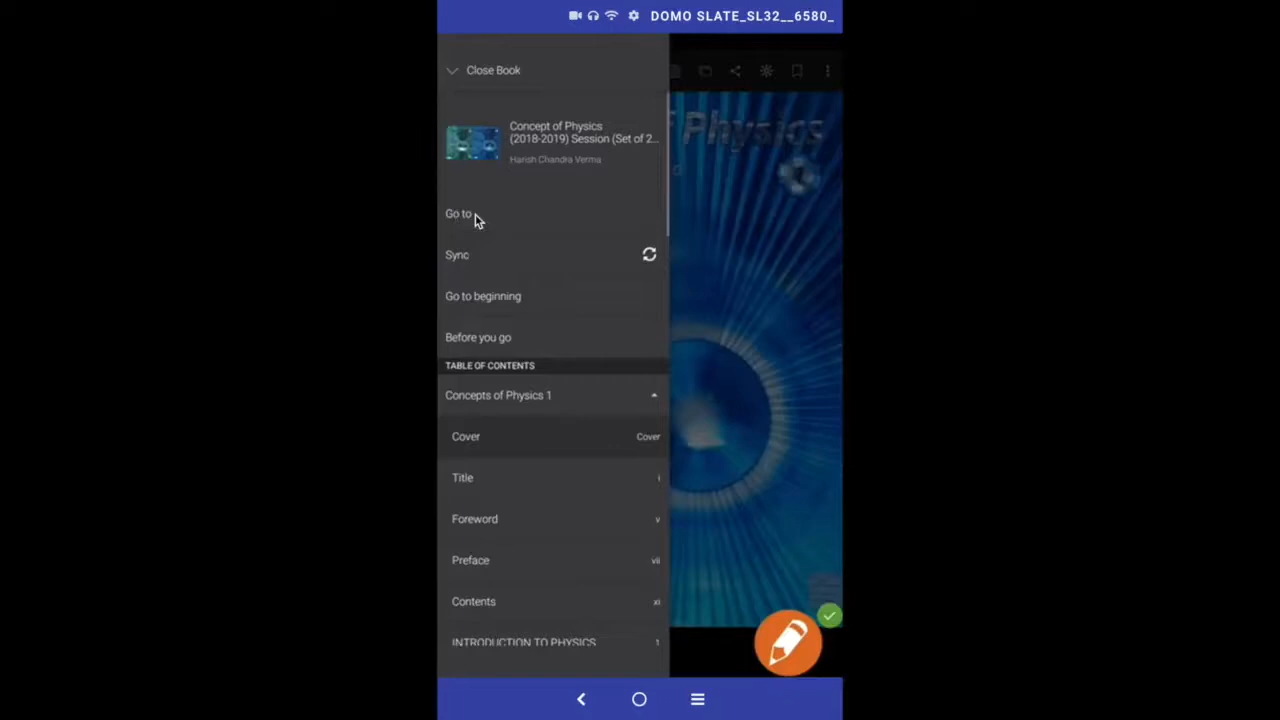 DOMO SLATE_SL32__6580_
Close Book
Concept of Physics
(2018-2019) Session (Set of 2...
Harish Chandra Verma
Physics
Go to
Sync
Go to beginning
Before you go
TABLE OF CONTENTS
Concepts of Physics 1
Cover Cover
Title i
Foreword v
Preface vii
Contents xi
INTRODUCTION TO PHYSICS 1